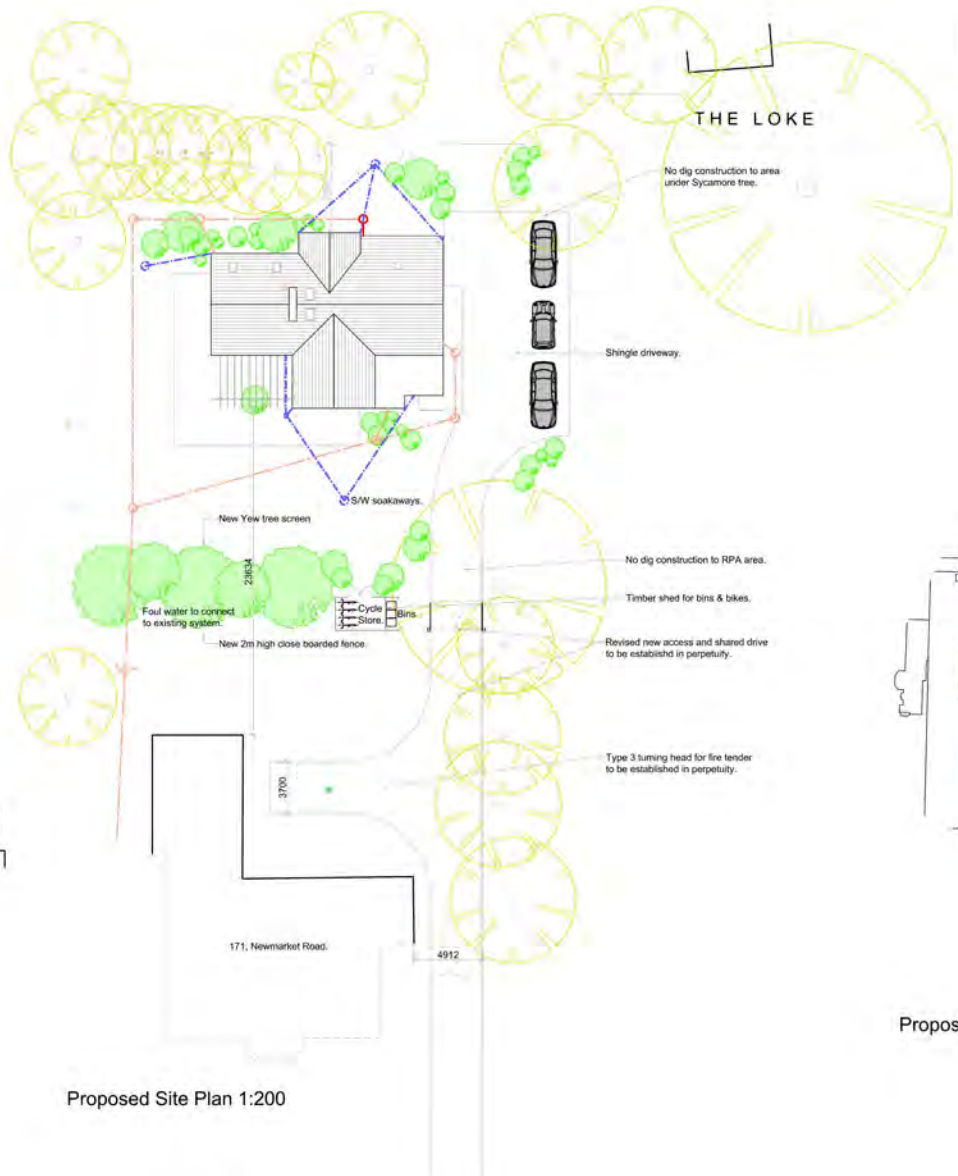 THE LOKE
No dig construction to area
under Sycamore tree.
Shingle driveway.
S/W soakaways.
New Yew tree screen
23634
No dig construction to RPA area.
Timber shed for bins & bikes.
Cycle
Store.
Bins
Foul water to connect
to existing system.
New 2m high close boarded fence.
Revised new access and shared drive
to be establishd in perpetuity.
Type 3 turning head for fire tender
to be established in perpetuity.
3700
171, Newmarket Road.
4912
Propos
Proposed Site Plan 1:200